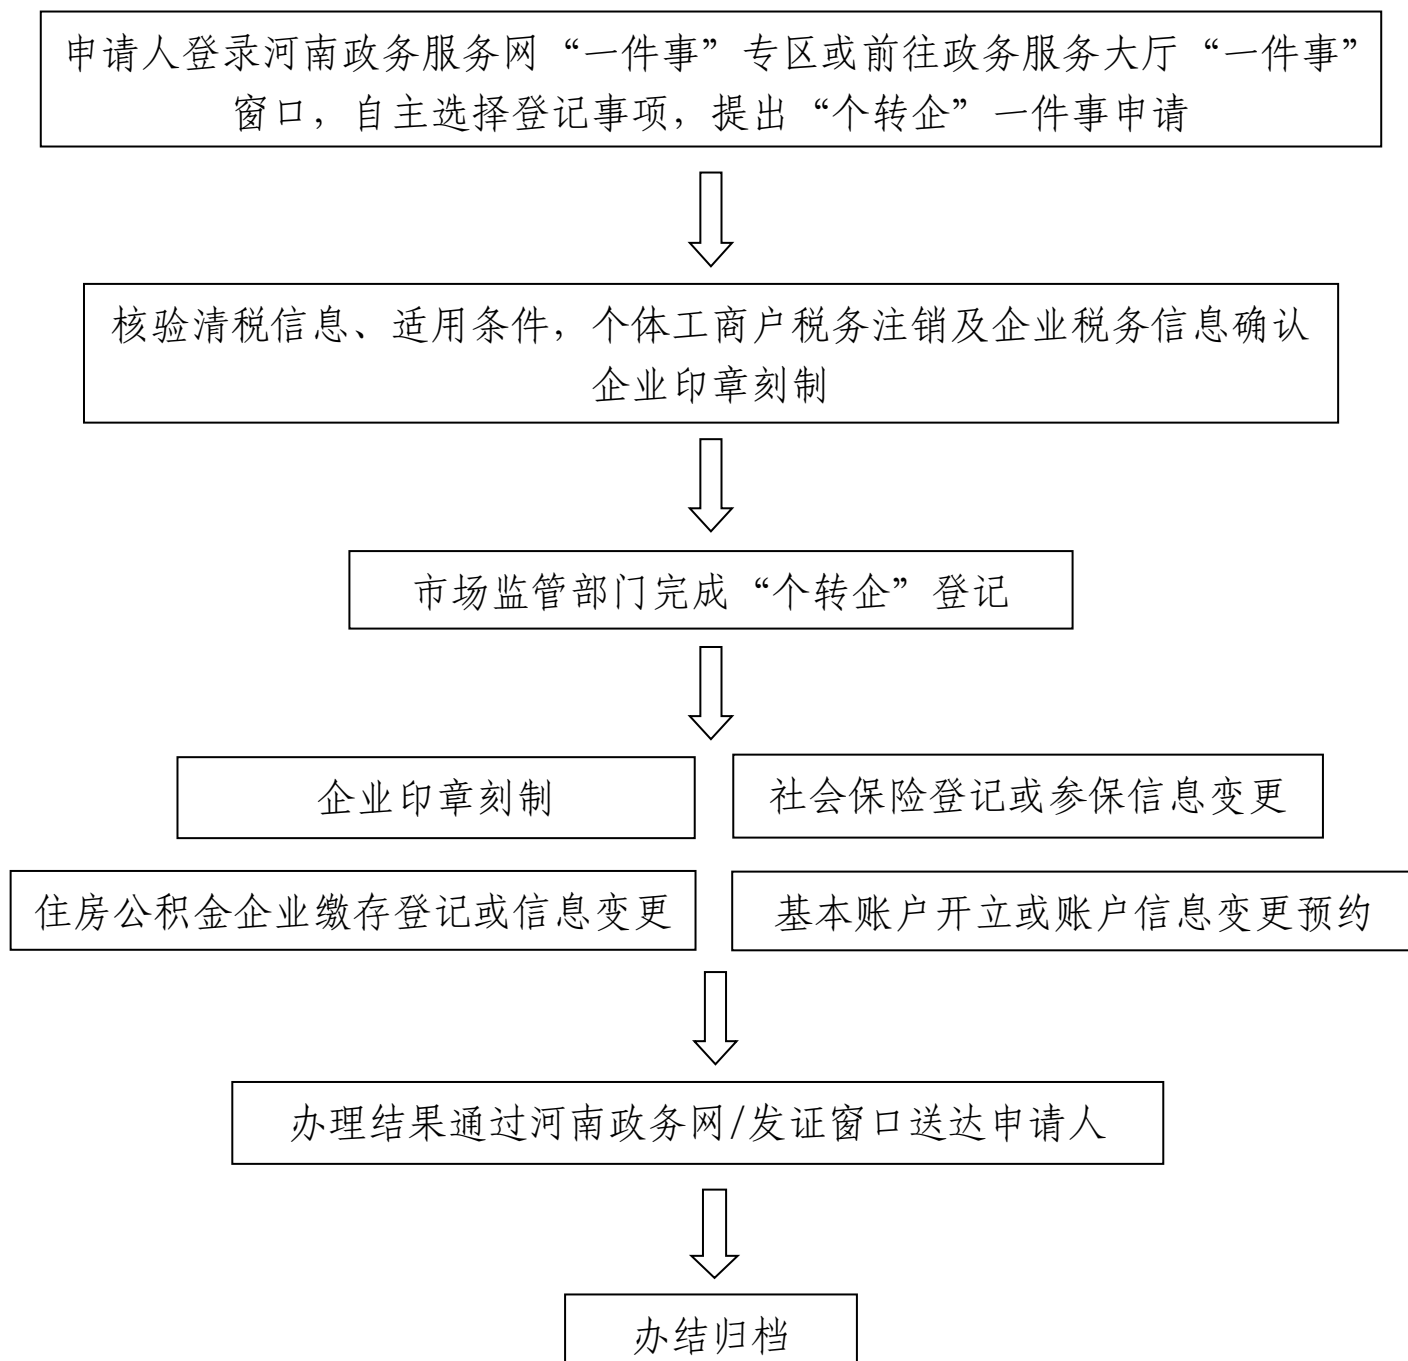 申请人登录河南政务服务网“一件事”专区或前往政务服务大厅“一件事”
窗口，自主选择登记事项，提出“个转企”一件事申请
核验清税信息、适用条件，个体工商户税务注销及企业税务信息确认
企业印章刻制
市场监管部门完成“个转企”登记
企业印章刻制
社会保险登记或参保信息变更
住房公积金企业缴存登记或信息变更
基本账户开立或账户信息变更预约
办理结果通过河南政务网/发证窗口送达申请人
办结归档